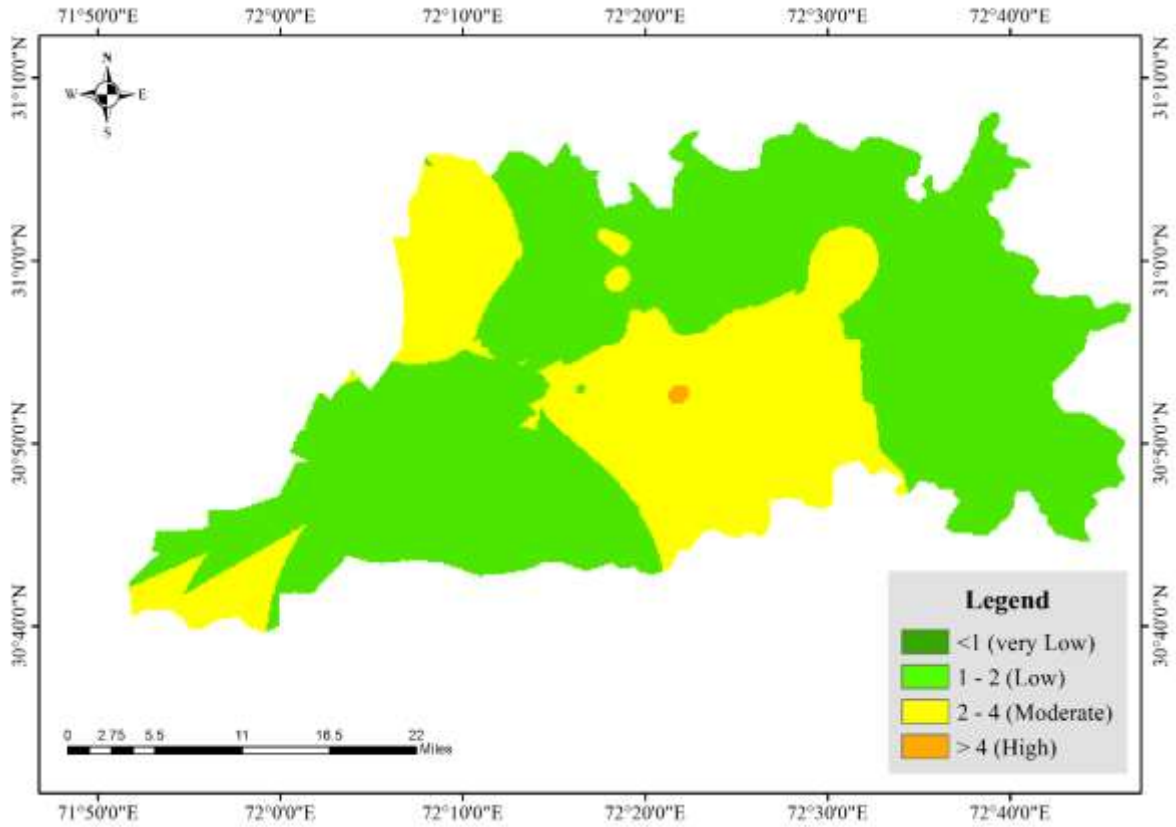 71°50'0"E 72°0'0"E 72°10'0"E 72°20'0"E 72°30'0"E 72°40'0"E
N
W E
S
31°10'0"N 31°10'0"N
31°0'0"N 31°0'0"N
30°50'0"N 30°50'0"N
30°40'0"N 30°40'0"N
Legend
<1 (very Low)
1 - 2 (Low)
2 - 4 (Moderate)
> 4 (High)
0 2.75 5.5 11 16.5 22
Miles
71°50'0"E 72°0'0"E 72°10'0"E 72°20'0"E 72°30'0"E 72°40'0"E